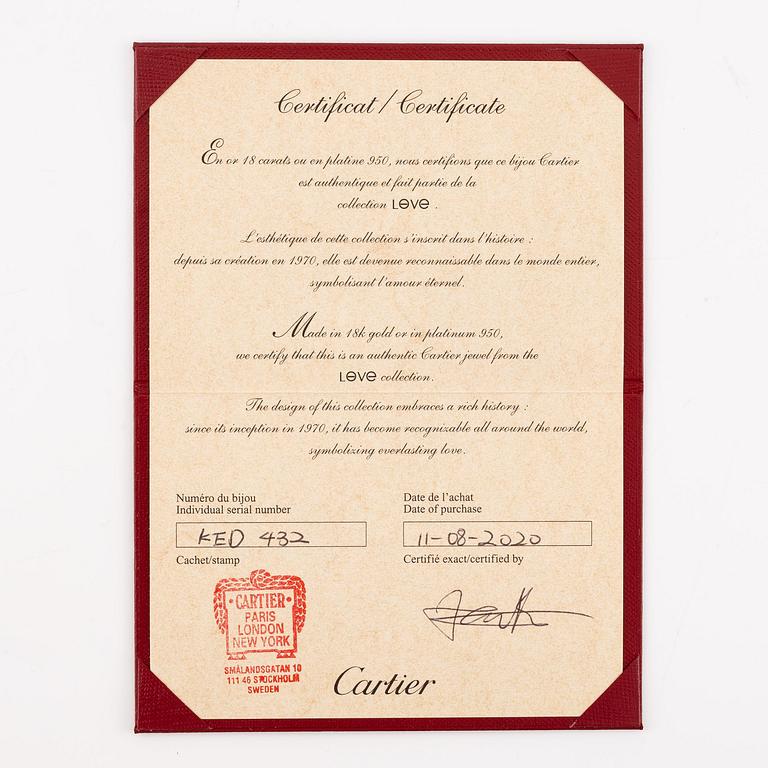 Certificat / Certificate
En or 18 carats ou en platine 950, nous certifions que ce bijou Cartier
est authentique et fait partie de la
collection LOVE .
L'esthétique de cette collection s'inscrit dans l'histoire :
depuis sa création en 1970, elle est devenue reconnaissable dans le monde entier,
symbolisant l'amour éternel.
Made in 18k gold or in platinum 950,
we certify that this is an authentic Cartier jewel from the
LOVE collection.
The design of this collection embraces a rich history :
since its inception in 1970, it has become recognizable all around the world,
symbolizing everlasting love.
Numéro du bijou
Individual serial number
KED 432
Date de l'achat
Date of purchase
11-08-2020
Cachet/stamp
Certifié exact/certified by
CARTIER
PARIS
LONDON
NEW YORK
SMÅLANDSGATAN 10
111 46 STOCKHOLM
SWEDEN
Cartier